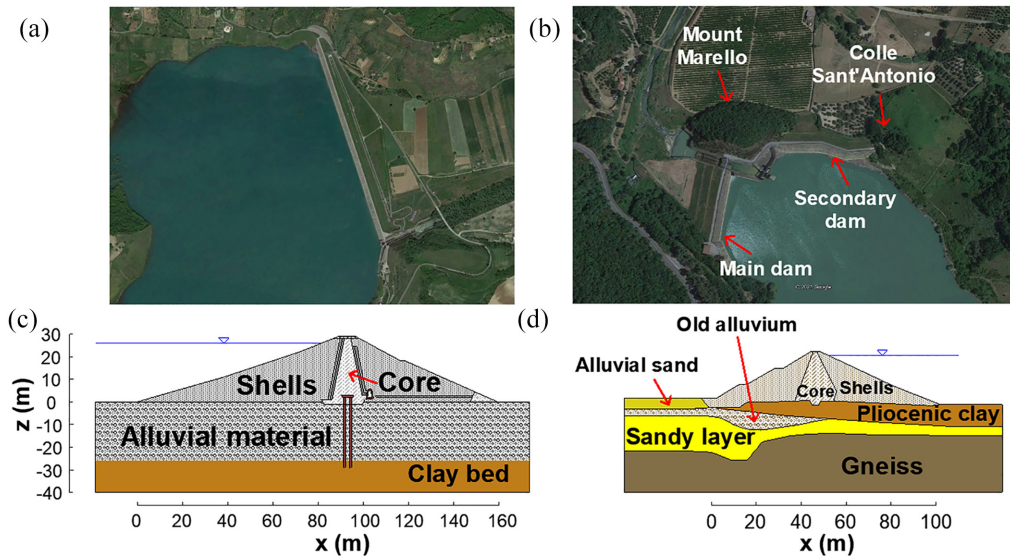 (a)
(b)
Mount
Marello
Colle
Sant'Antonio
Secondary
dam
Main dam
(c)
(d)
30
20
10
0
-10
-20
-30
-40
z (m)
Shells
Core
Alluvial material
Clay bed
0 20 40 60 80 100 120 140 160
x (m)
Old alluvium
Alluvial sand
Core
Shells
Pliocenic clay
Sandy layer
Gneiss
0 20 40 60 80 100
x (m)